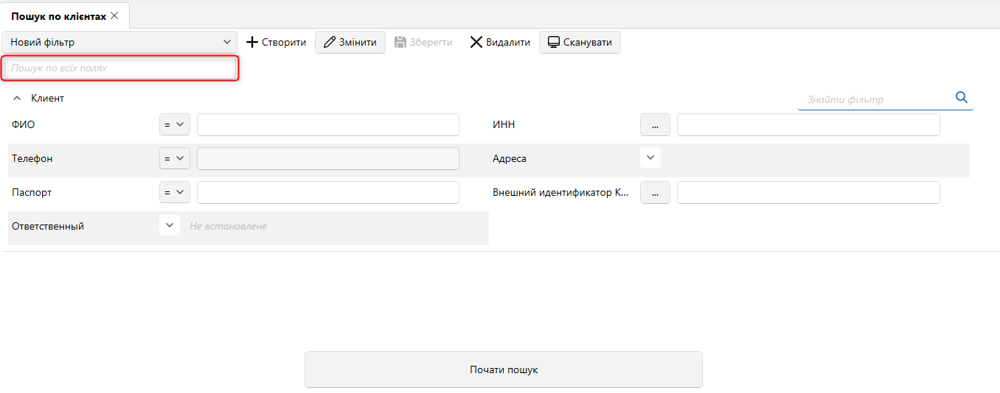 Пошук по клієнтах
Новий фільтр Створити Змінити Зберегти Видалити Сканувати
Пошук по всіх полях
Клиент Знайти фільтр
ФИО = ИНН ...
Телефон = Адреса
Паспорт = Внешний идентификатор К... ...
Ответственный Не встановлене
Почати пошук